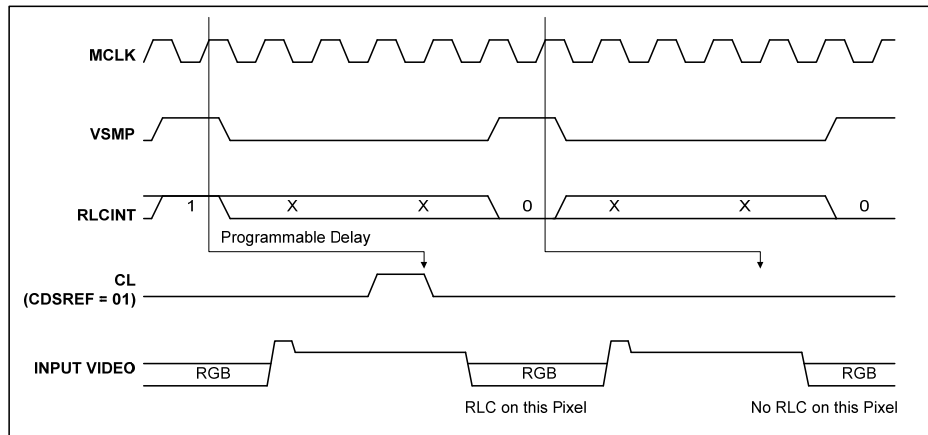 MCLK
VSMP
RLCINT
1 X X 0 X X 0
Programmable Delay
CL
(CDSREF = 01)
INPUT VIDEO
RGB RGB RGB
RLC on this Pixel No RLC on this Pixel